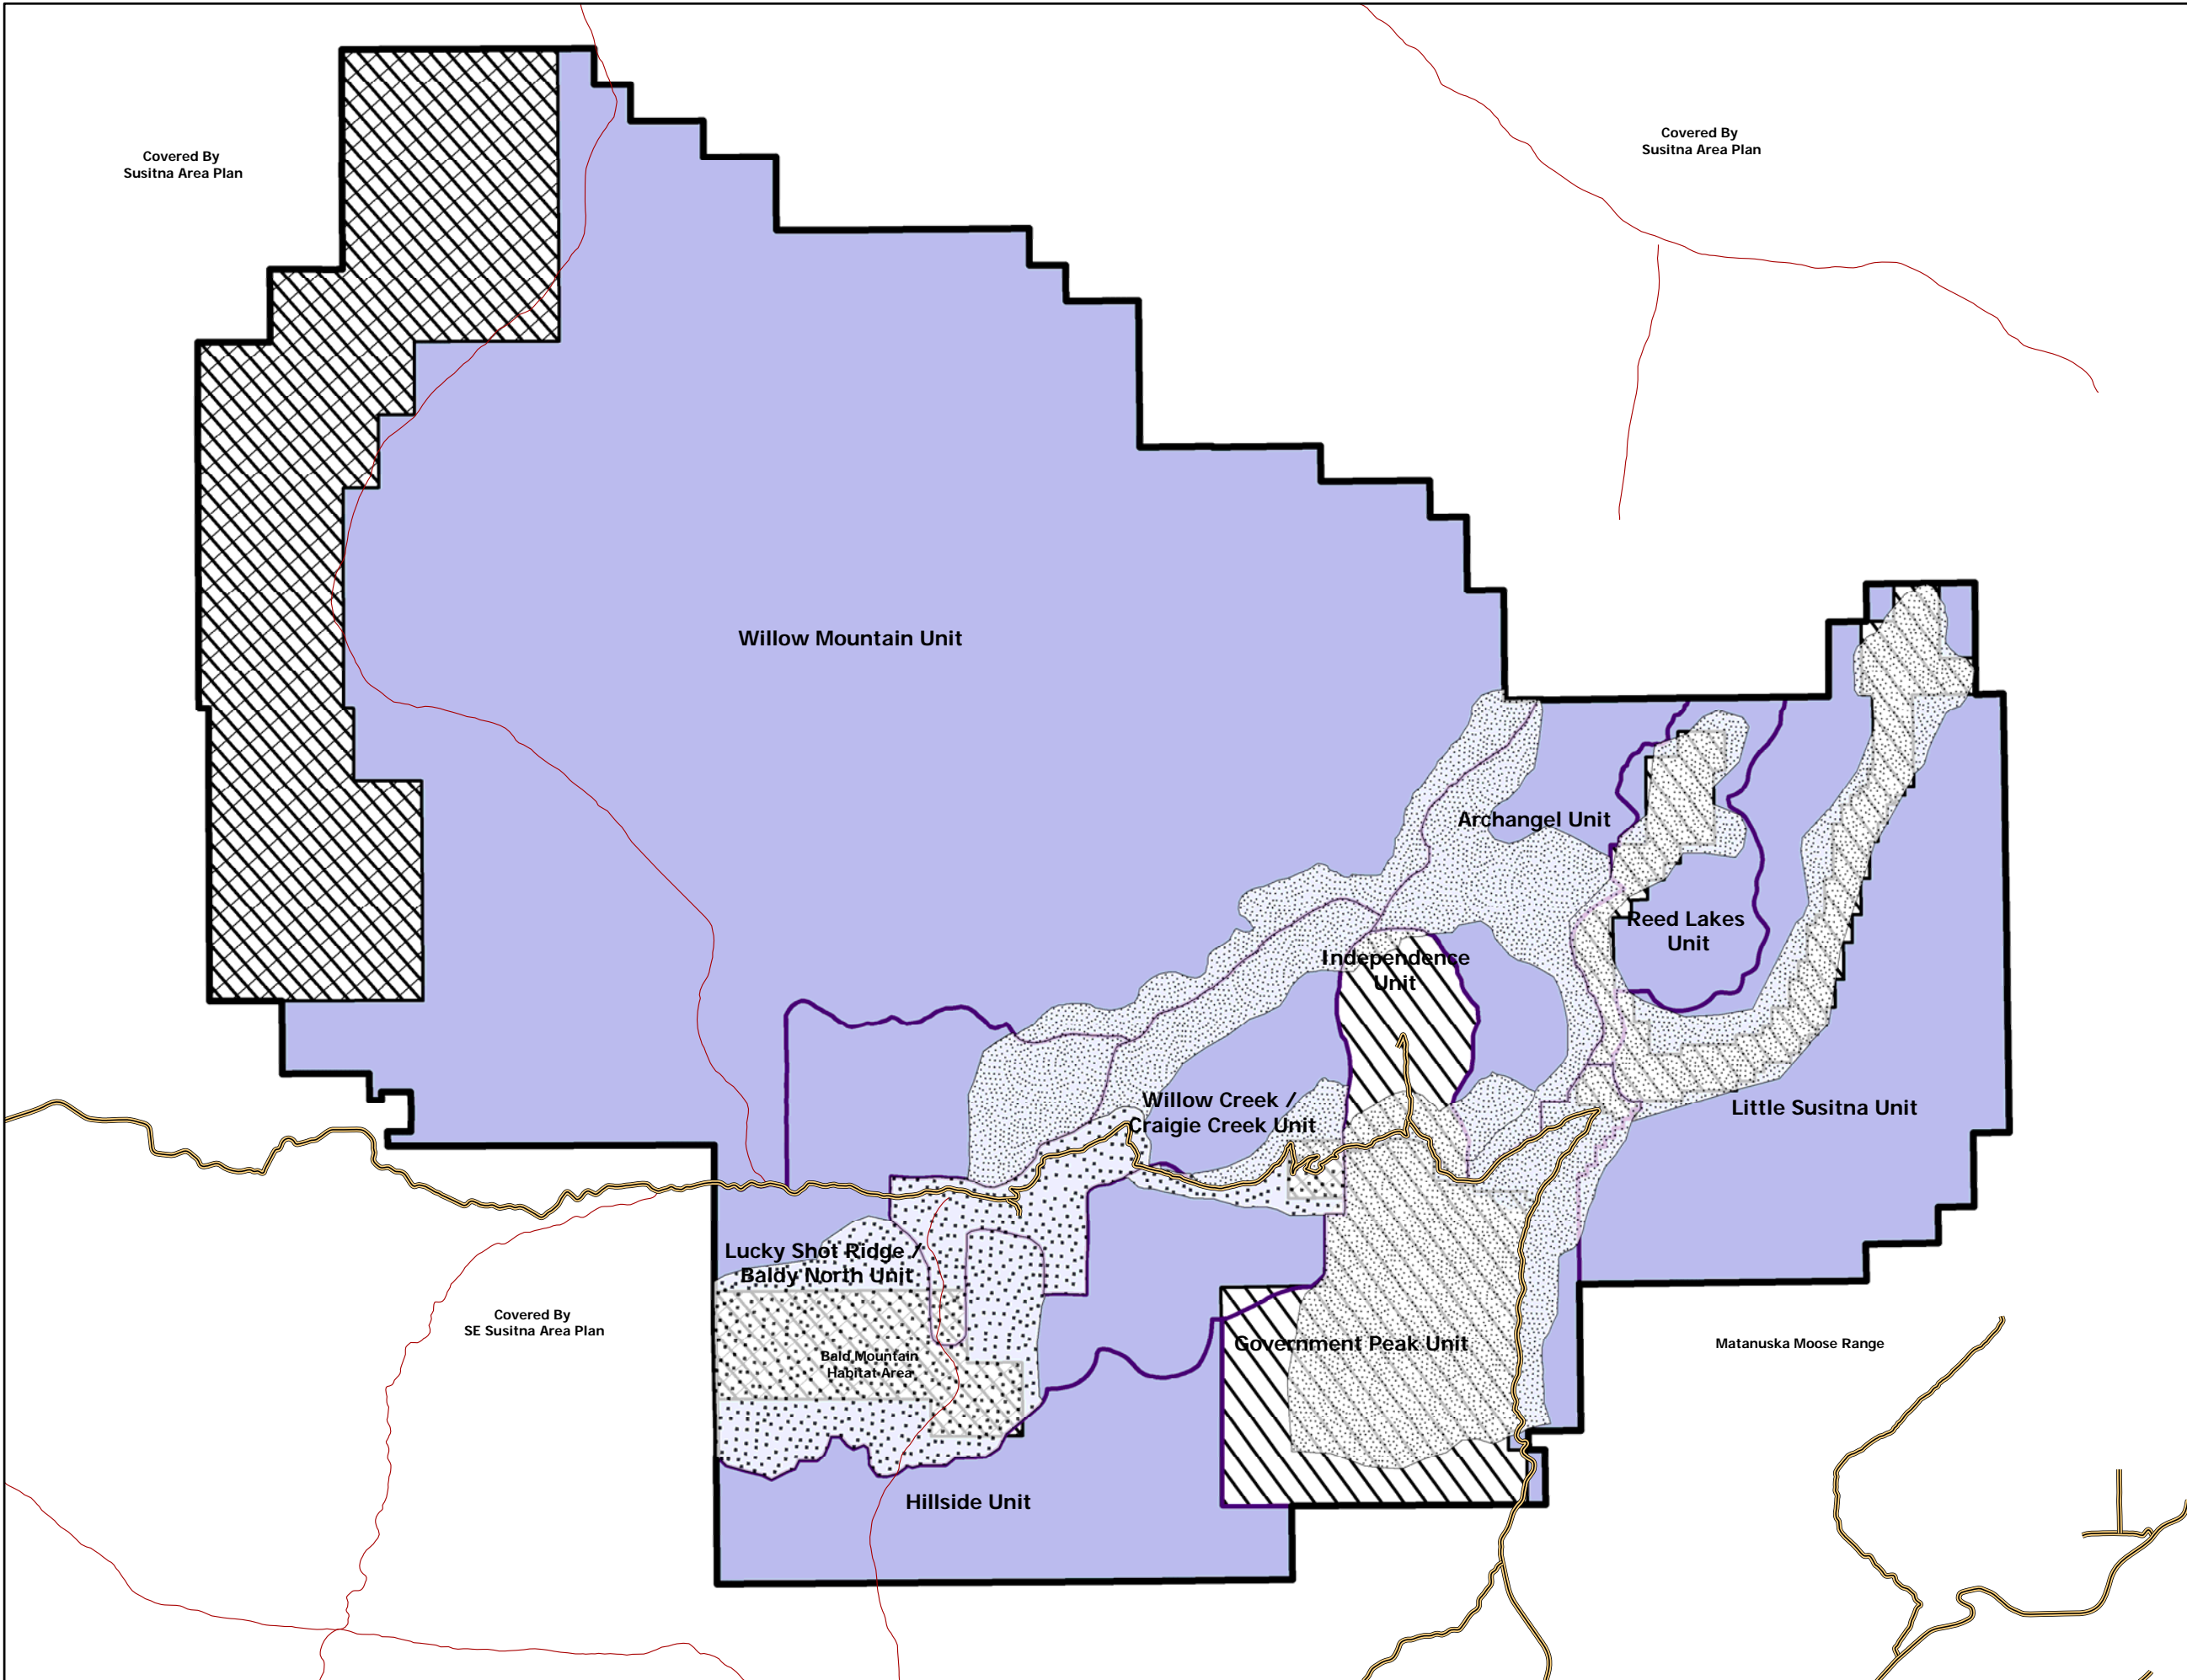 Covered By
Susitna Area Plan
Covered By
Susitna Area Plan
Willow Mountain Unit
Archangel Unit
Reed Lakes
Unit
Independence
Unit
Willow Creek /
Craigie Creek Unit
Little Susitna Unit
Lucky Shot Ridge /
Baldy North Unit
Covered By
SE Susitna Area Plan
Bald Mountain
Habitat Area
Government Peak Unit
Matanuska Moose Range
Hillside Unit